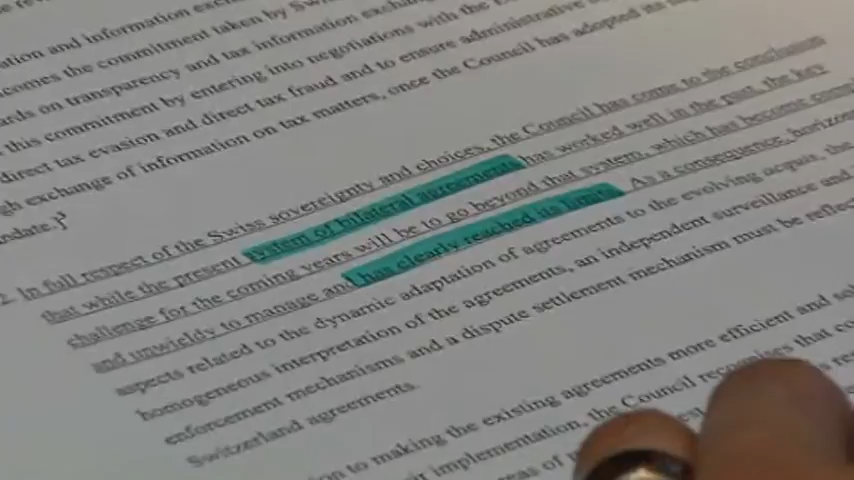 ation and information exchange
comes the commitment taken by
ards on transparency and tax information exchange
this commitment by entering into negotiations with the
direct tax evasion and direct tax fraud and to ensure administrative
gh exchange of information on tax matters, once the Council has adopted its
ndate.]³
2. In full respect of the Swiss sovereignty and choices, the Council has come to the conclusion
that while the present system of bilateral agreements has worked well in the past, the key
challenge for the coming years will be to go beyond that system, which has become
and unwieldy to manage and has clearly reached its limits. As a consequence, horizon
aspects related to the dynamic adaptation of agreements to the evolving acquis, the
homogeneous interpretation of the agreements, an independent surveillance and
enforcement mechanisms and a dispute settlement mechanism must be reflec
Switzerland agreements.
to making the existing agreements more efficient and
implementation, the Council recognises that